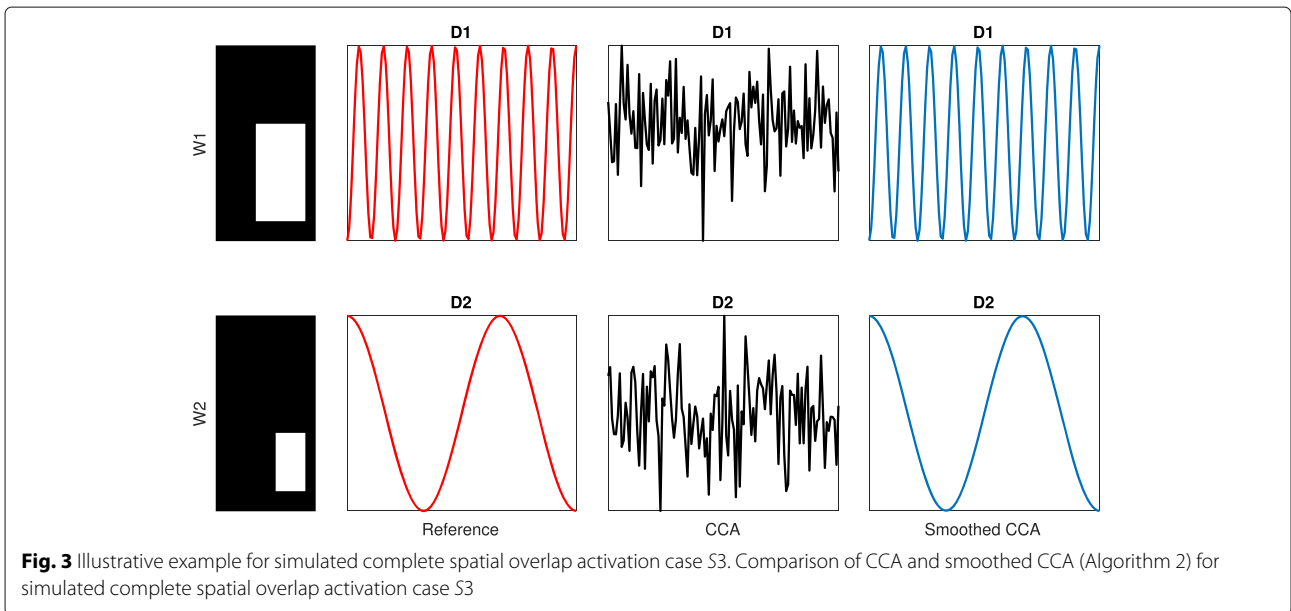 D1
D1
D1
W1
D2
D2
D2
W2
Reference
CCA
Smoothed CCA
Fig. 3 Illustrative example for simulated complete spatial overlap activation case S3. Comparison of CCA and smoothed CCA (Algorithm 2) for
simulated complete spatial overlap activation case S3